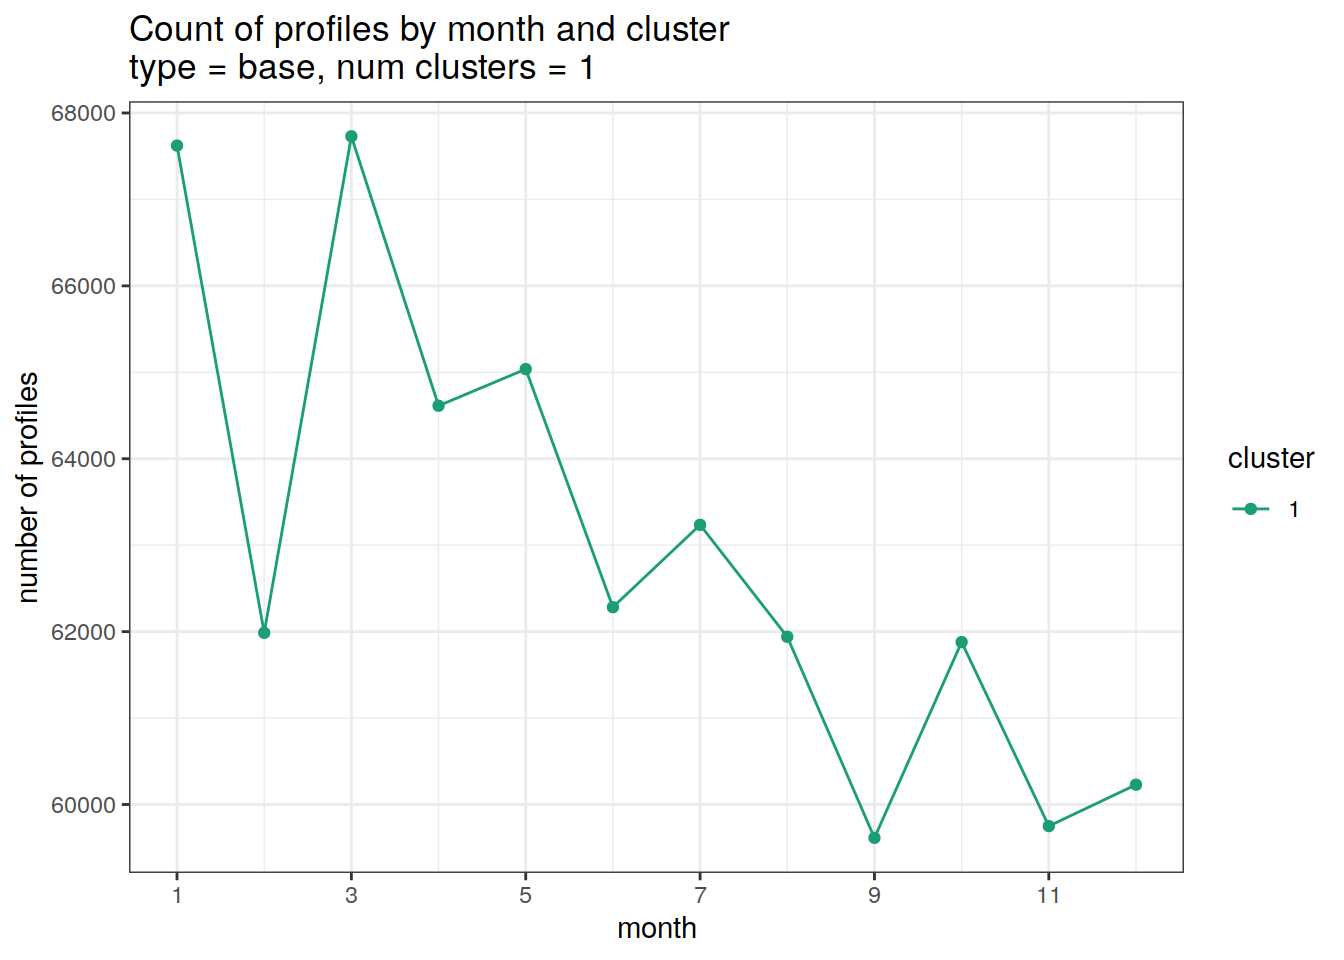 Count of profiles by month and cluster
type = base, num clusters = 1
68000
66000
64000
62000
60000
number of profiles
1 3 5 7 9 11
month
cluster
1